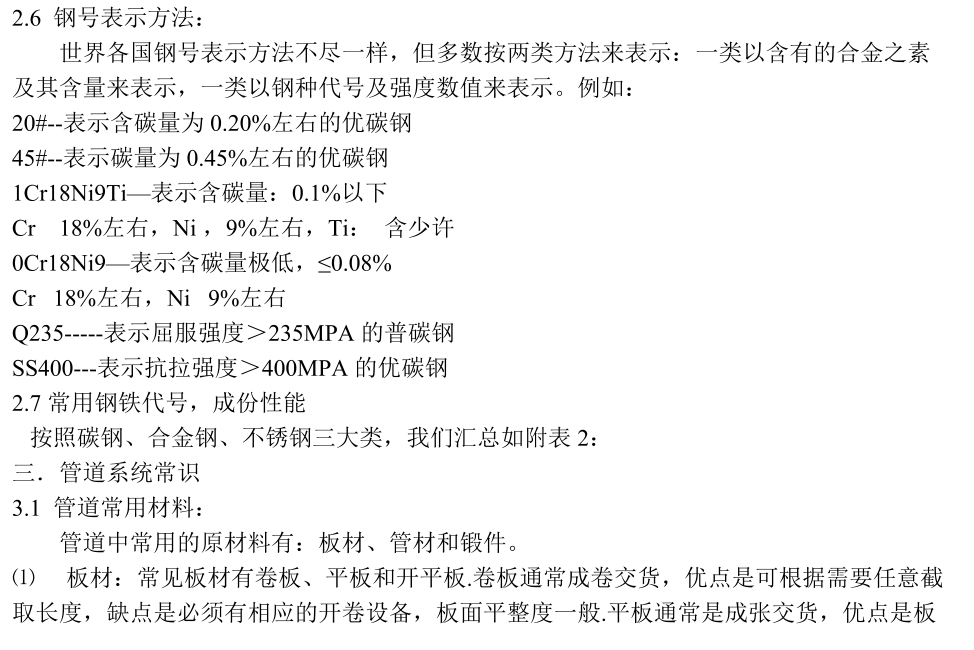 2.6 钢号表示方法：
世界各国钢号表示方法不尽一样，但多数按两类方法来表示：一类以含有的合金之素
及其含量来表示，一类以钢种代号及强度数值来表示。例如：
20#--表示含碳量为 0.20%左右的优碳钢
45#--表示碳量为 0.45%左右的优碳钢
1Cr18Ni9Ti—表示含碳量：0.1%以下
Cr 18%左右，Ni ，9%左右，Ti： 含少许
0Cr18Ni9—表示含碳量极低，≤0.08%
Cr 18%左右，Ni 9%左右
Q235-----表示屈服强度＞235MPA 的普碳钢
SS400---表示抗拉强度＞400MPA 的优碳钢
2.7 常用钢铁代号，成份性能
按照碳钢、合金钢、不锈钢三大类，我们汇总如附表 2：
三．管道系统常识
3.1 管道常用材料：
管道中常用的原材料有：板材、管材和锻件。
⑴ 板材：常见板材有卷板、平板和开平板.卷板通常成卷交货，优点是可根据需要任意截
取长度，缺点是必须有相应的开卷设备，板面平整度一般.平板通常是成张交货，优点是板